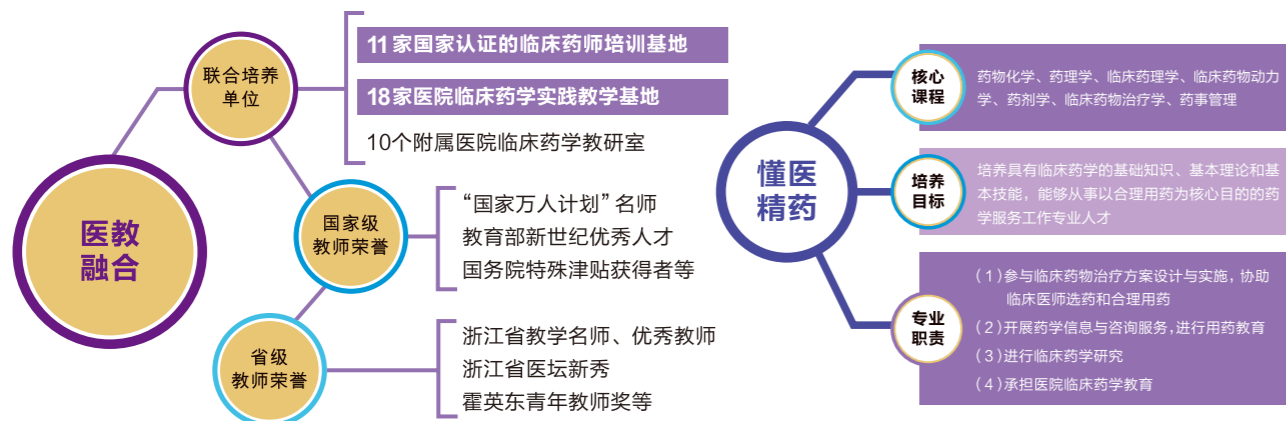 医教
融合
联合培养
单位
11家国家认证的临床药师培训基地
18家医院临床药学实践教学基地
10个附属医院临床药学教研室
国家级
教师荣誉
“国家万人计划”名师
教育部新世纪优秀人才
国务院特殊津贴获得者等
省级
教师荣誉
浙江省教学名师、优秀教师
浙江省医坛新秀
霍英东青年教师奖等
懂医
精药
核心
课程
药物化学、药理学、临床药理学、临床药物动力
学、药剂学、临床药物治疗学、药事管理
培养
目标
培养具有临床药学的基础知识、基本理论和基
本技能，能够从事以合理用药为核心目的的药
学服务工作专业人才
专业
职责
（1）参与临床药物治疗方案设计与实施，协助
临床医师选药和合理用药
（2）开展药学信息与咨询服务，进行用药教育
（3）进行临床药学研究
（4）承担医院临床药学教育